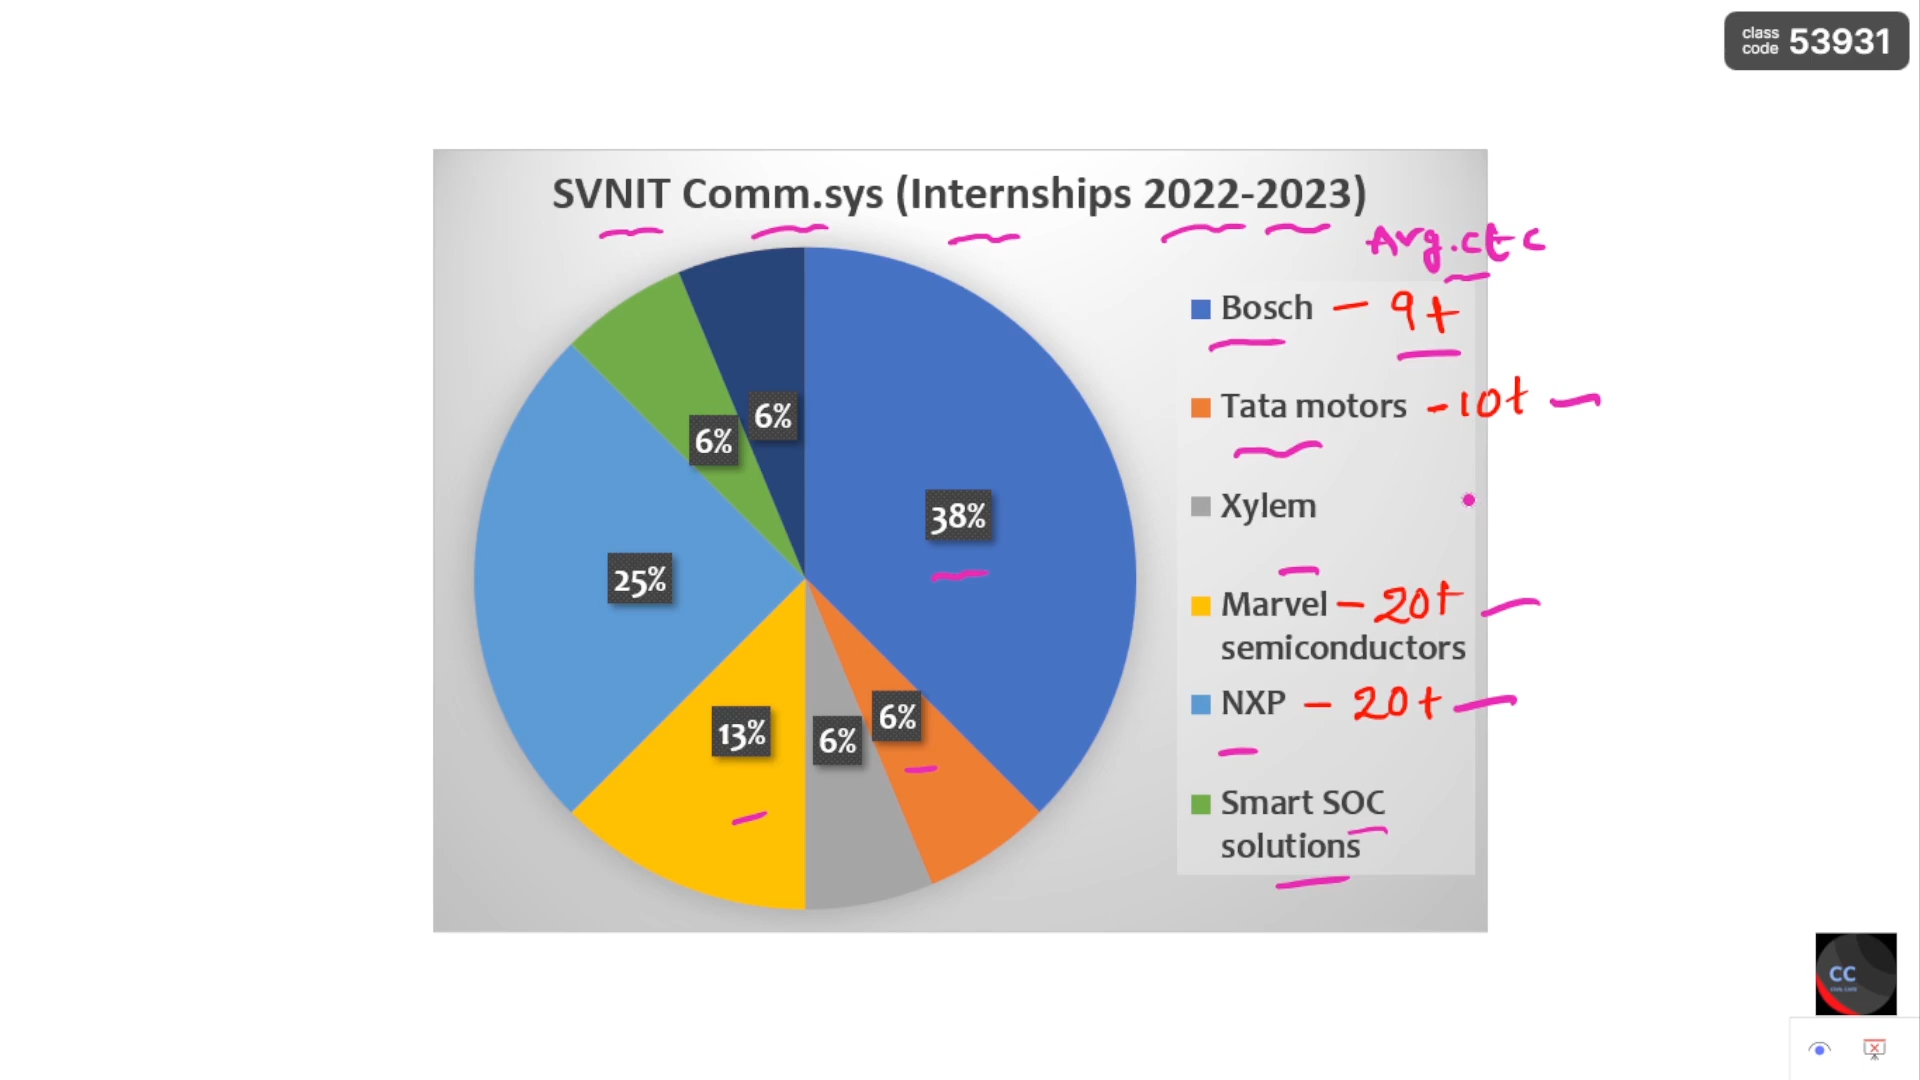 class
code 53931
SVNIT Comm.sys (Internships 2022-2023)
Avg.ctc
Bosch - 9+
Tata motors - 10+
Xylem
Marvel - 20+
semiconductors
NXP - 20+
Smart SOC
solutions
6%
6%
38%
25%
13%
6%
6%
CC